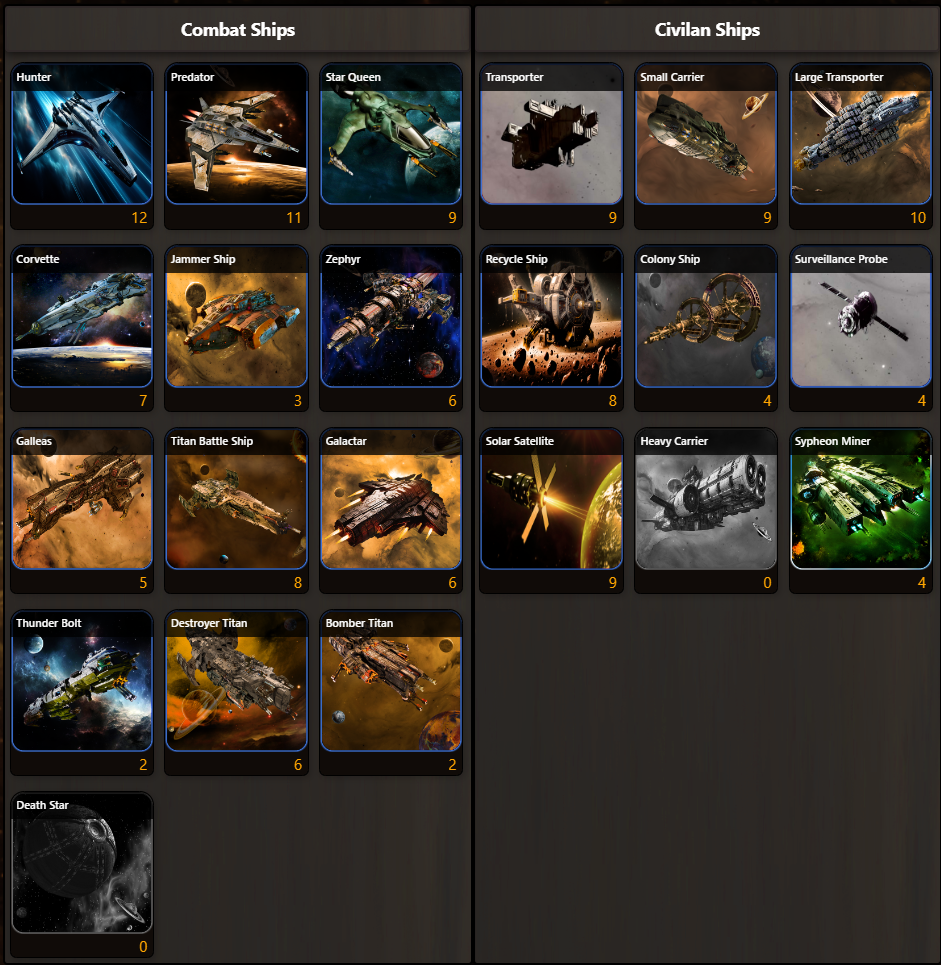 Combat Ships
Hunter
Predator
Star Queen
12
11
9
Corvette
Jammer Ship
Zephyr
7
3
6
Galleas
Titan Battle Ship
Galactar
5
8
6
Thunder Bolt
Destroyer Titan
Bomber Titan
2
6
2
Death Star
0
Civilan Ships
Transporter
Small Carrier
Large Transporter
9
9
10
Recycle Ship
Colony Ship
Surveillance Probe
8
4
4
Solar Satellite
Heavy Carrier
Sypheon Miner
9
0
4